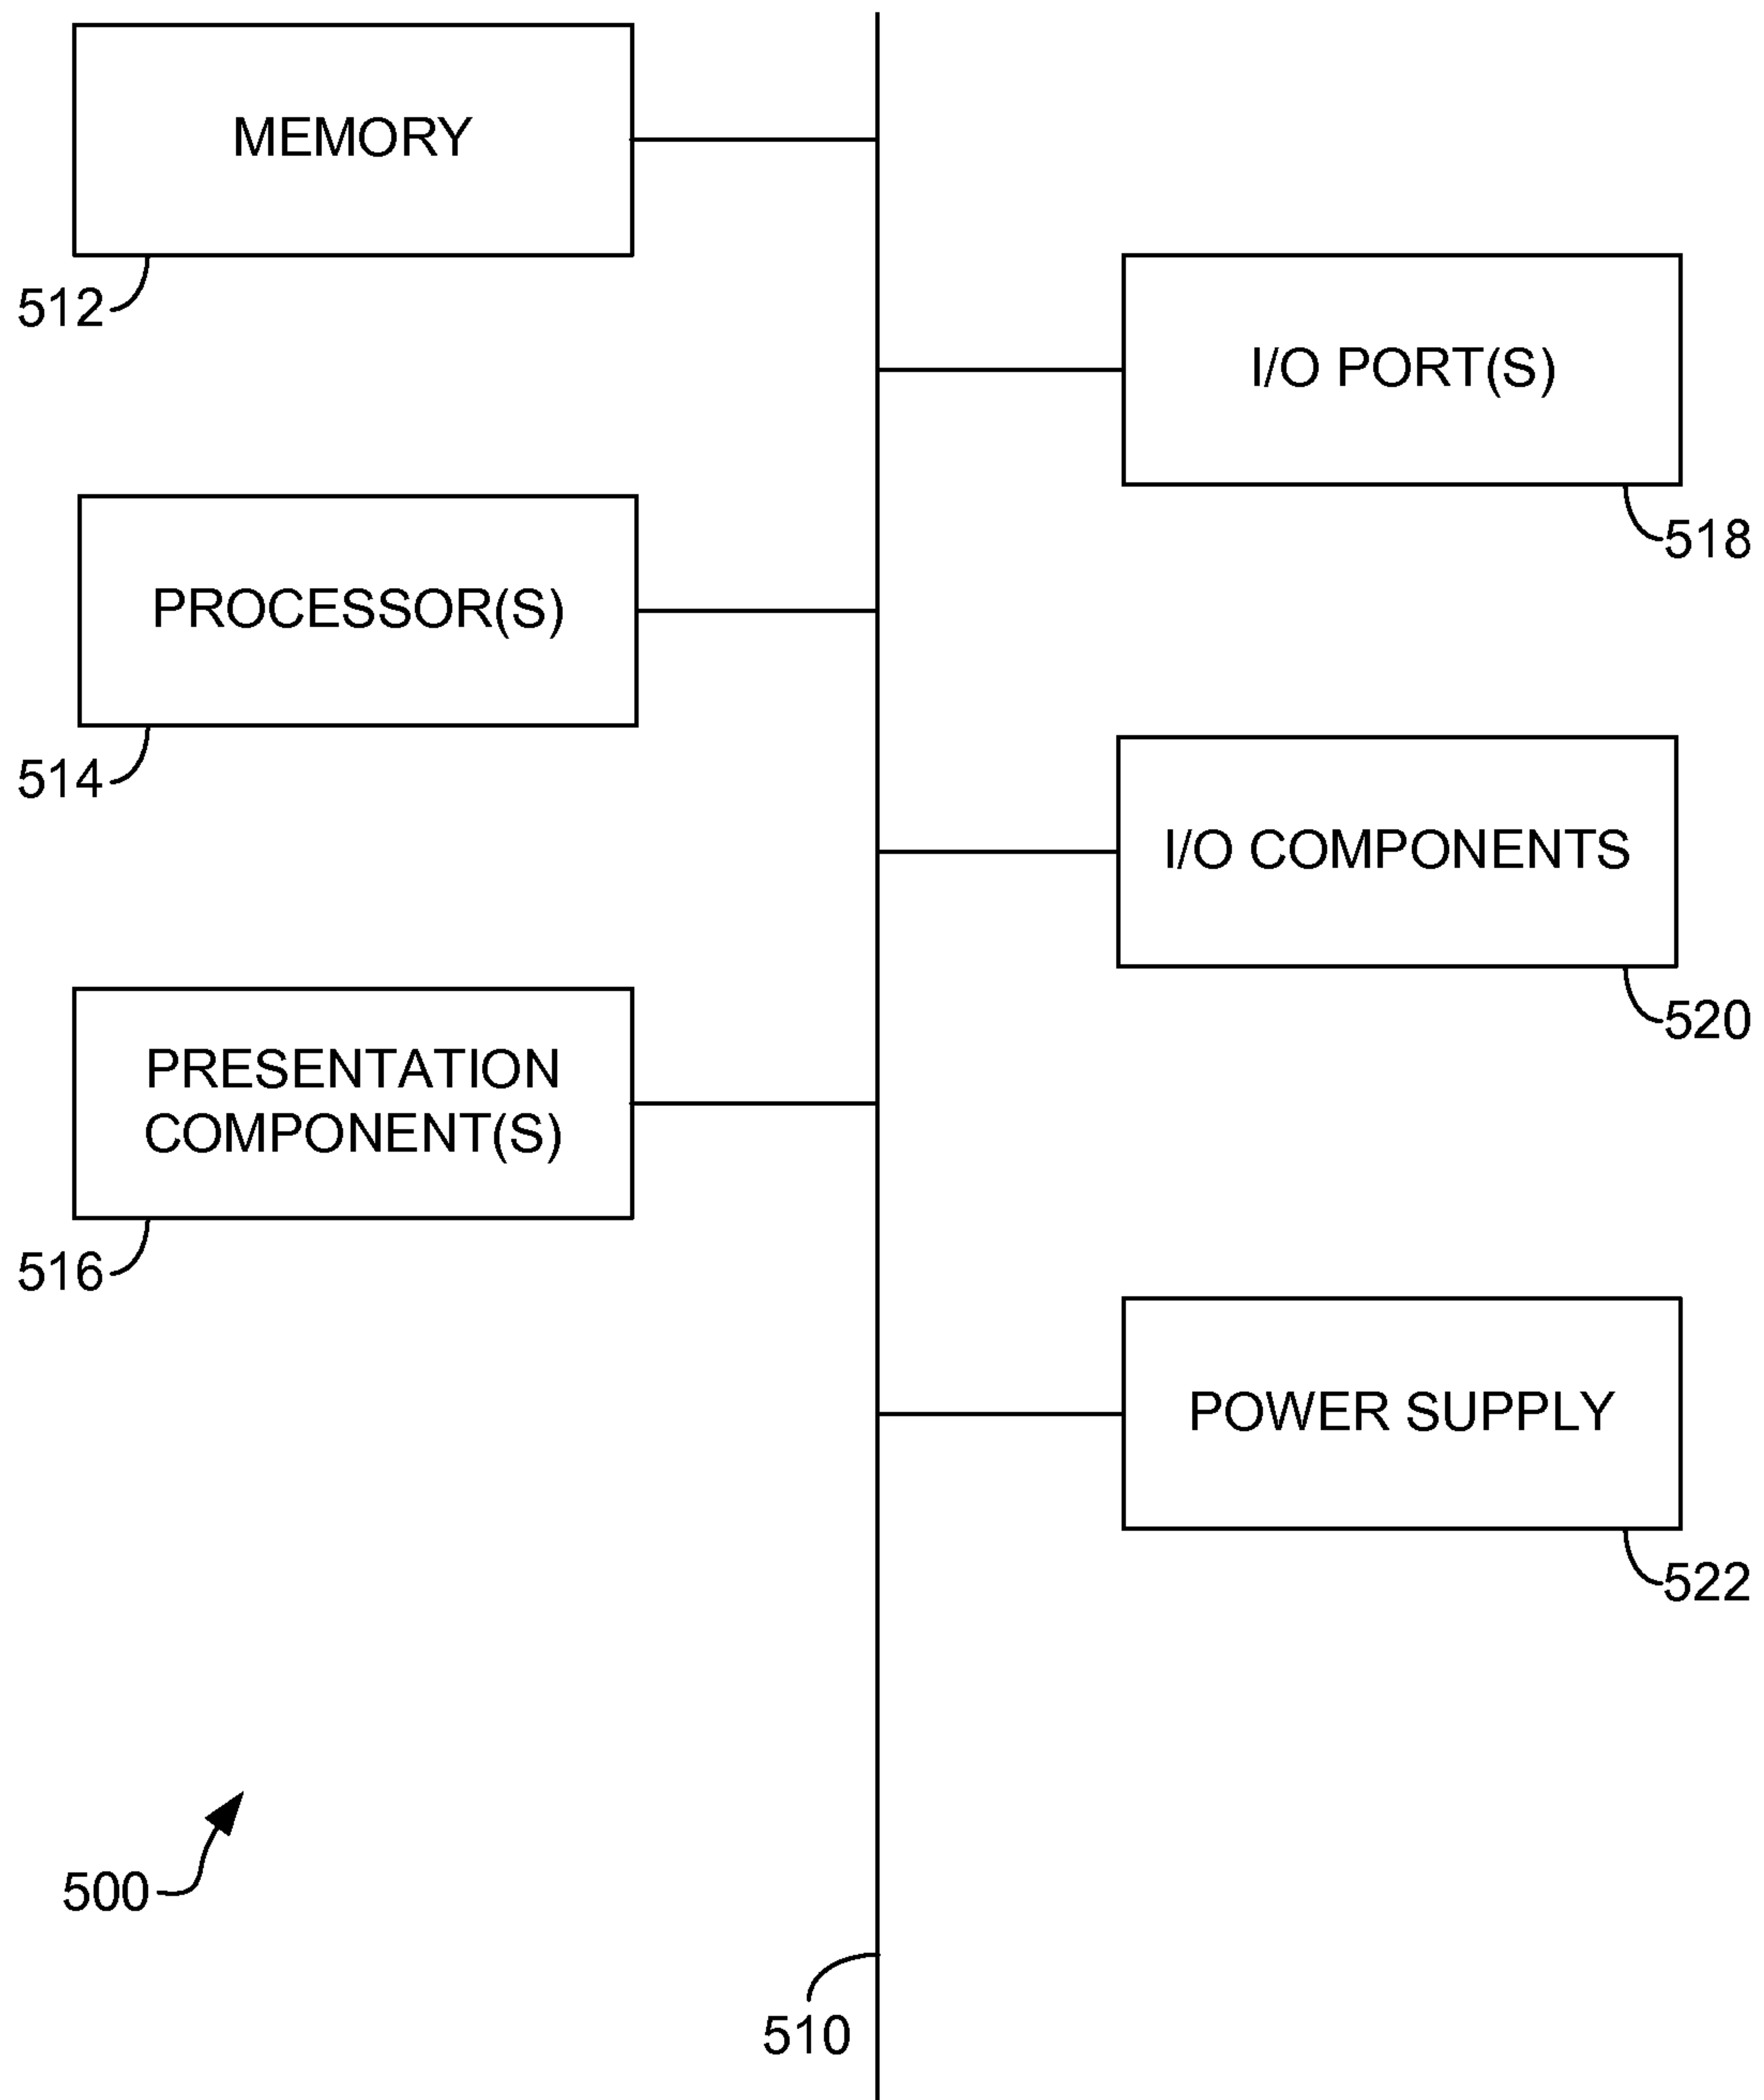 MEMORY
512
I/O PORT(S)
518
PROCESSOR(S)
514
I/O COMPONENTS
520
PRESENTATION
COMPONENT(S)
516
POWER SUPPLY
522
500
510